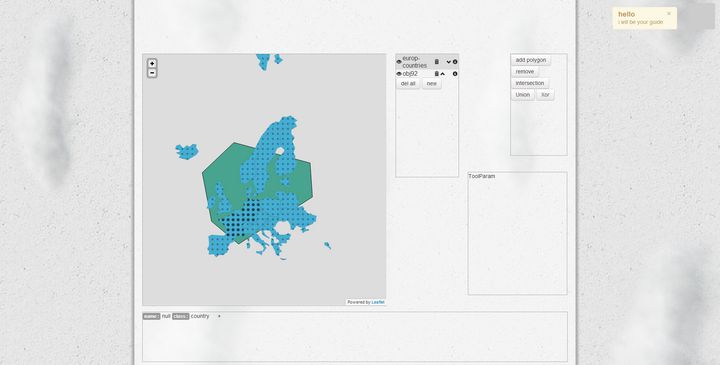 hello ×
i will be your guide
+
−
europ-
countries
obj92
del all new
add polygon
remove
intersection
Union Xor
ToolParam
Powered by Leaflet
name : null class : country +